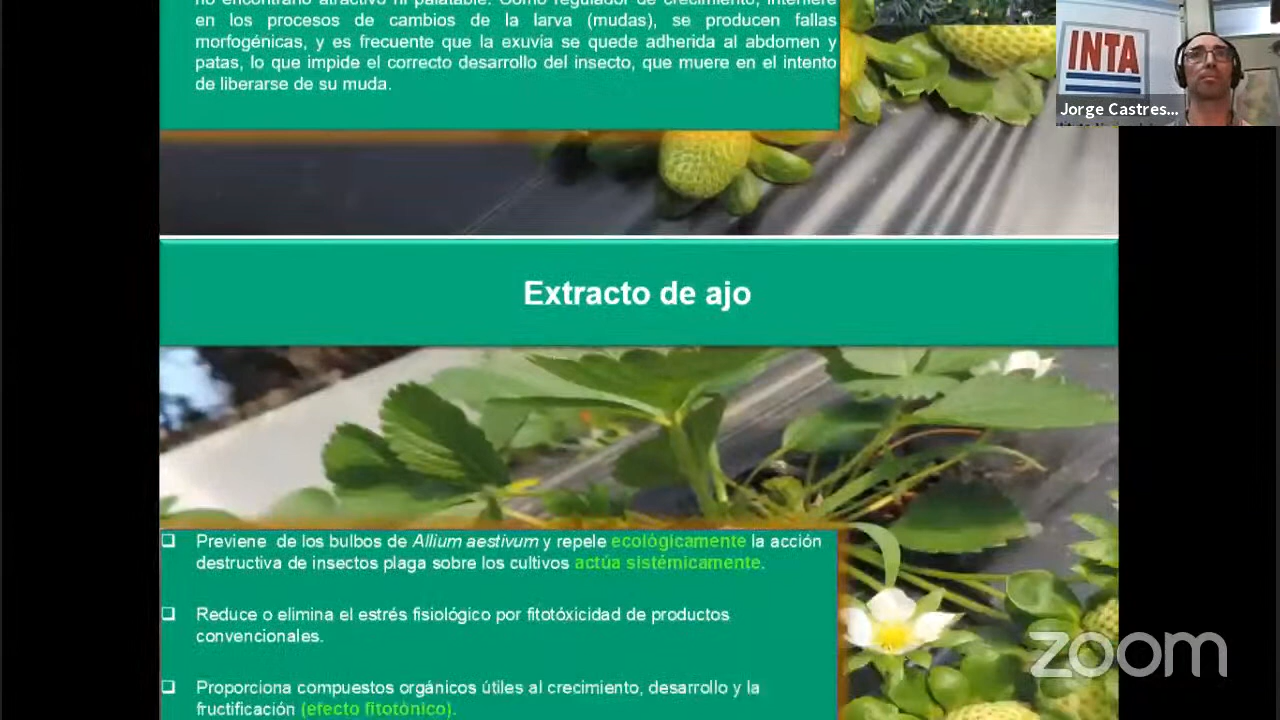 no encontrarlo atractivo ni palatable. Como regulador de crecimiento, interfiere
en los procesos de cambios de la larva (mudas), se producen fallas
morfogénicas, y es frecuente que la exuvia se quede adherida al abdomen y
patas, lo que impide el correcto desarrollo del insecto, que muere en el intento
de liberarse de su muda.
INTA
Jorge Castres...
Extracto de ajo
Previene de los bulbos de Allium aestivum y repele ecológicamente la acción
destructiva de insectos plaga sobre los cultivos actúa sistémicamente.
Reduce o elimina el estrés fisiológico por fitotóxicidad de productos
convencionales.
Proporciona compuestos orgánicos útiles al crecimiento, desarrollo y la
fructificación (efecto fitotónico).
zoom